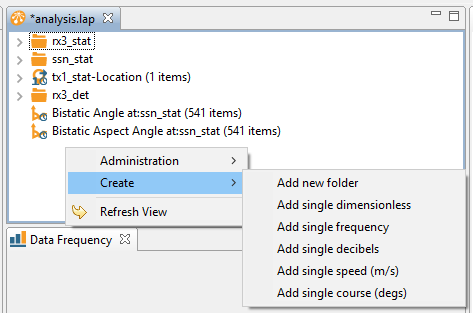 *analysis.lap
rx3_stat
ssn_stat
tx1_stat-Location (1 items)
rx3_det
Bistatic Angle at:ssn_stat (541 items)
Bistatic Aspect Angle at:ssn_stat (541 items)
Administration
Create
Refresh View
Add new folder
Add single dimensionless
Add single frequency
Add single decibels
Add single speed (m/s)
Add single course (degs)
Data Frequency